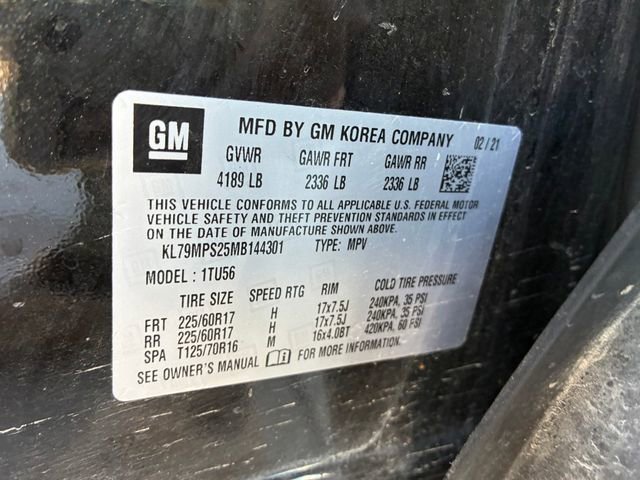 GM MFD BY GM KOREA COMPANY 02/21
GVWR GAWR FRT GAWR RR
4189 LB 2336 LB 2336 LB
THIS VEHICLE CONFORMS TO ALL APPLICABLE U.S. FEDERAL MOTOR
VEHICLE SAFETY AND THEFT PREVENTION STANDARDS IN EFFECT
ON THE DATE OF MANUFACTURE SHOWN ABOVE.
KL79MPS25MB144301 TYPE: MPV
MODEL : 1TU56
TIRE SIZE SPEED RTG RIM COLD TIRE PRESSURE
FRT 225/60R17 H 17x7.5J 240KPA, 35 PSI
RR 225/60R17 H 17x7.5J 240KPA, 35 PSI
SPA T125/70R16 M 16x4.0BT 420KPA, 60 PSI
SEE OWNER'S MANUAL FOR MORE INFORMATION.